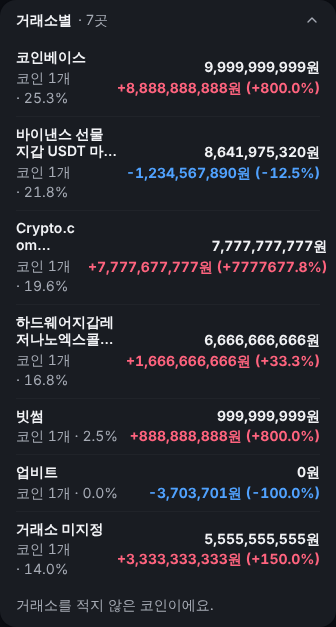 거래소별 · 7곳
코인베이스
9,999,999,999원
코인 1개
+8,888,888,888원 (+800.0%)
· 25.3%
바이낸스 선물
지갑 USDT 마...
8,641,975,320원
코인 1개
-1,234,567,890원 (-12.5%)
· 21.8%
Crypto.c
om...
7,777,777,777원
코인 1개
+7,777,677,777원 (+7777677.8%)
· 19.6%
하드웨어지갑레
저나노엑스콜...
6,666,666,666원
코인 1개
+1,666,666,666원 (+33.3%)
· 16.8%
빗썸
999,999,999원
코인 1개 · 2.5%
+888,888,888원 (+800.0%)
업비트
0원
코인 1개 · 0.0%
-3,703,701원 (-100.0%)
거래소 미지정
5,555,555,555원
코인 1개
+3,333,333,333원 (+150.0%)
· 14.0%
거래소를 적지 않은 코인이에요.